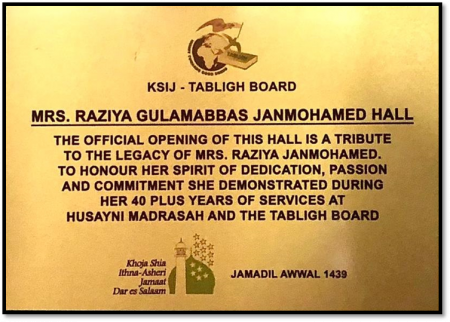 KSIJ - TABLIGH BOARD
MRS. RAZIYA GULAMABBAS JANMOHAMED HALL
THE OFFICIAL OPENING OF THIS HALL IS A TRIBUTE
TO THE LEGACY OF MRS. RAZIYA JANMOHAMED.
TO HONOUR HER SPIRIT OF DEDICATION, PASSION
AND COMMITMENT SHE DEMONSTRATED DURING
HER 40 PLUS YEARS OF SERVICES AT
HUSAYNI MADRASAH AND THE TABLIGH BOARD
Khoja Shia
Ithna-Asheri
Jamaat
Dar es Salaam
JAMADIL AWWAL 1439